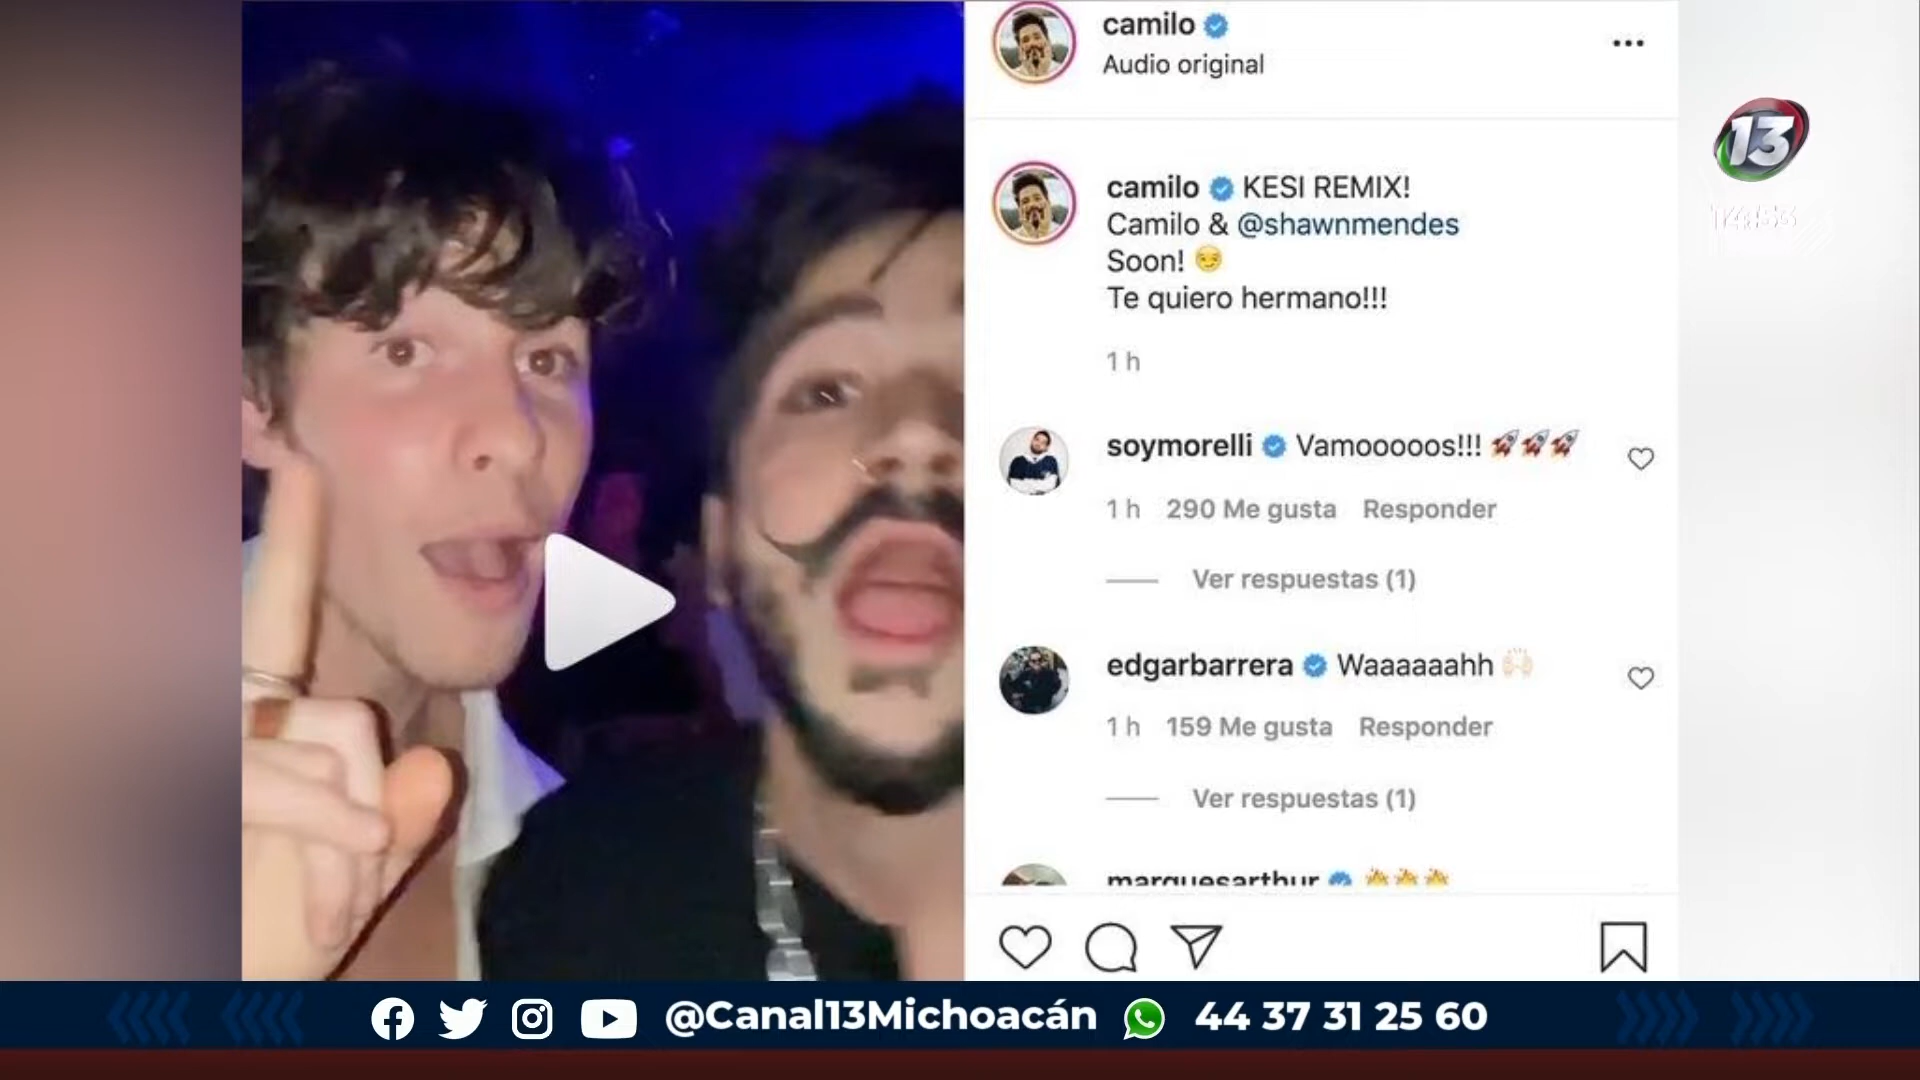 camilo
Audio original
13
camilo KESI REMIX!
Camilo & @shawnmendes
Soon! 😏
Te quiero hermano!!!
1 h
soymorelli Vamooooos!!! 🚀🚀🚀
1 h 290 Me gusta Responder
Ver respuestas (1)
edgarbarrera Waaaaaahh 🙌🏻
1 h 159 Me gusta Responder
Ver respuestas (1)
marquesarthur
@Canal13Michoacán 44 37 31 25 60